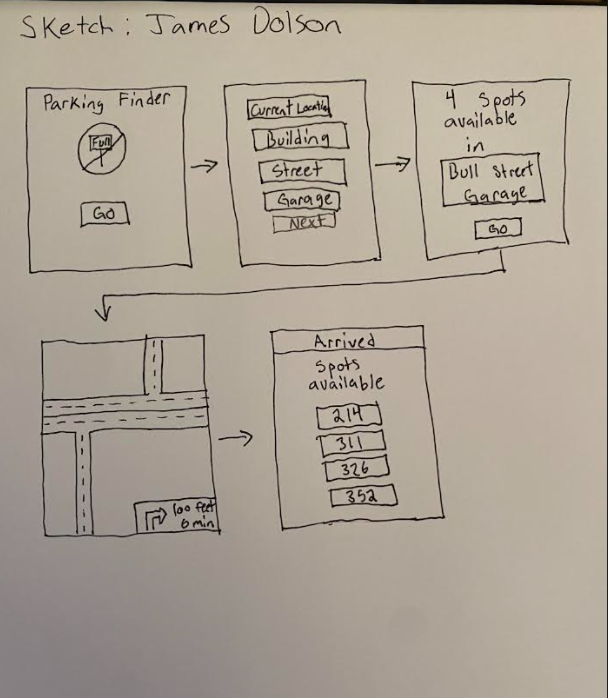 Sketch: James Dolson
Parking Finder
Full
Go
Current Location
Building
Street
Garage
Next
4 Spots
available
in
Bull Street
Garage
Go
100 feet
0 min
Arrived
Spots
available
214
311
326
352